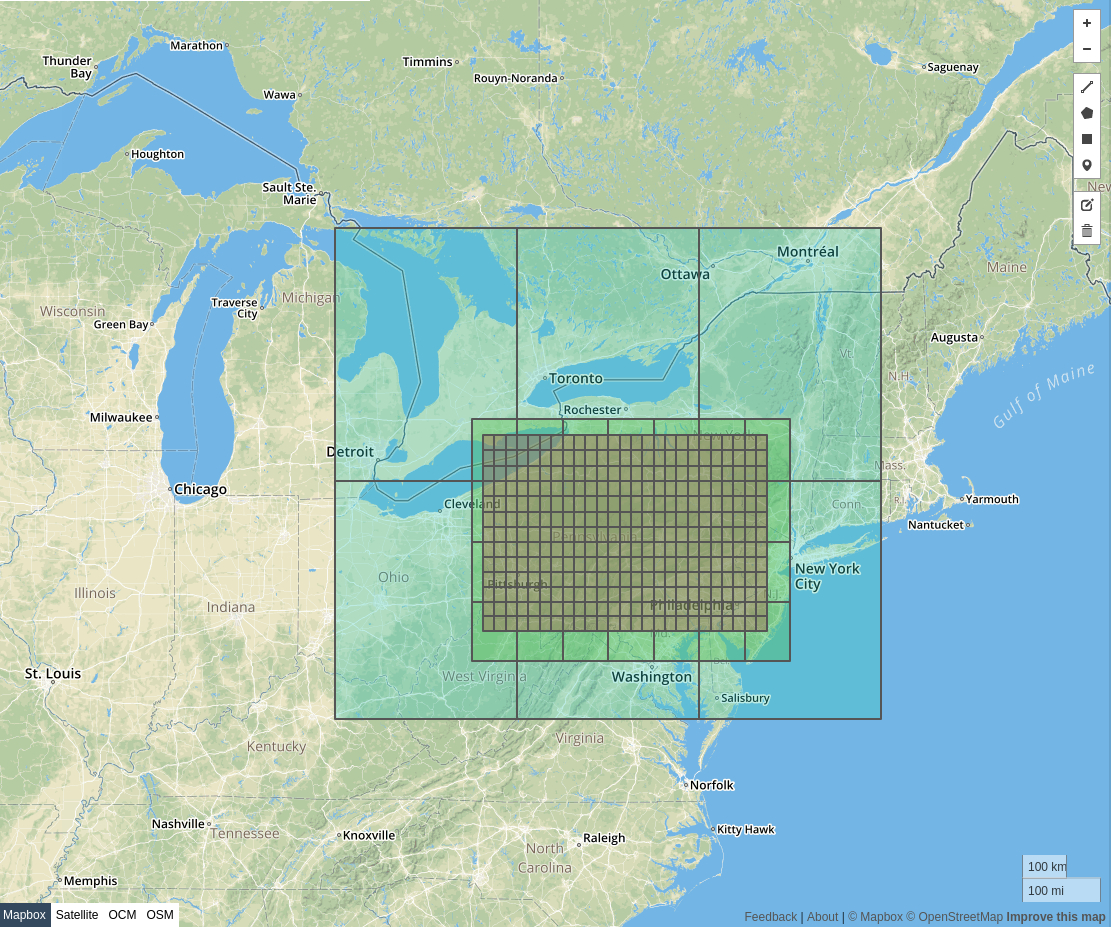 Marathon
Thunder
Bay
Timmins
Rouyn-Noranda
Saguenay
Wawa
Houghton
Sault Ste.
Marie
New
+
−
Montréal
Ottawa
Maine
Traverse
City
Michigan
Wisconsin
Green Bay
Augusta
Vt.
N.H.
Gulf of Maine
Toronto
Rochester
Milwaukee
New York
Detroit
Mass.
Chicago
Cleveland
R.I.
Conn.
Yarmouth
Nantucket
Pennsylvania
New York
City
Ohio
Pittsburgh
Illinois
Indiana
Philadelphia
N.J.
Md.
St. Louis
West Virginia
Washington
Del.
Salisbury
Virginia
Kentucky
Norfolk
Nashville
Tennessee
Knoxville
Raleigh
Kitty Hawk
North
Carolina
Memphis
100 km
100 mi
Mapbox Satellite OCM OSM
Feedback | About | © Mapbox © OpenStreetMap Improve this map